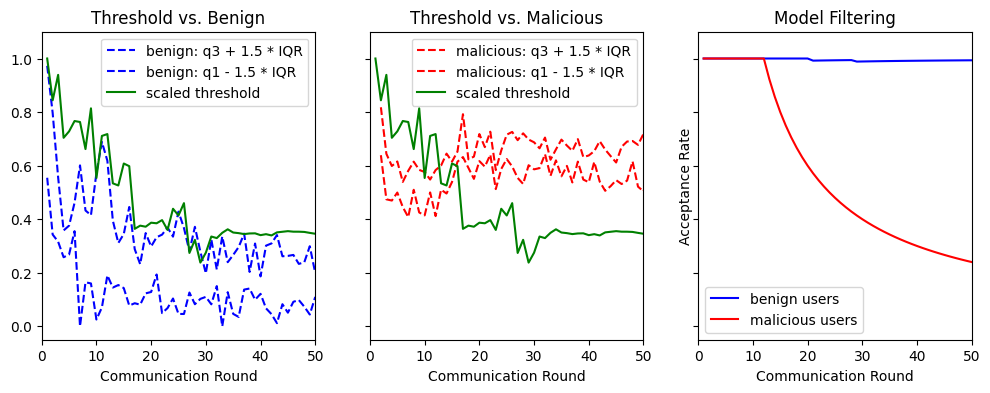 Threshold vs. Benign
benign: q3 + 1.5 * IQR
benign: q1 - 1.5 * IQR
scaled threshold
1.0
0.8
0.6
0.4
0.2
0.0
0
10
20
30
40
50
Communication Round
Threshold vs. Malicious
malicious: q3 + 1.5 * IQR
malicious: q1 - 1.5 * IQR
scaled threshold
0
10
20
30
40
50
Communication Round
Model Filtering
Acceptance Rate
benign users
malicious users
0
10
20
30
40
50
Communication Round